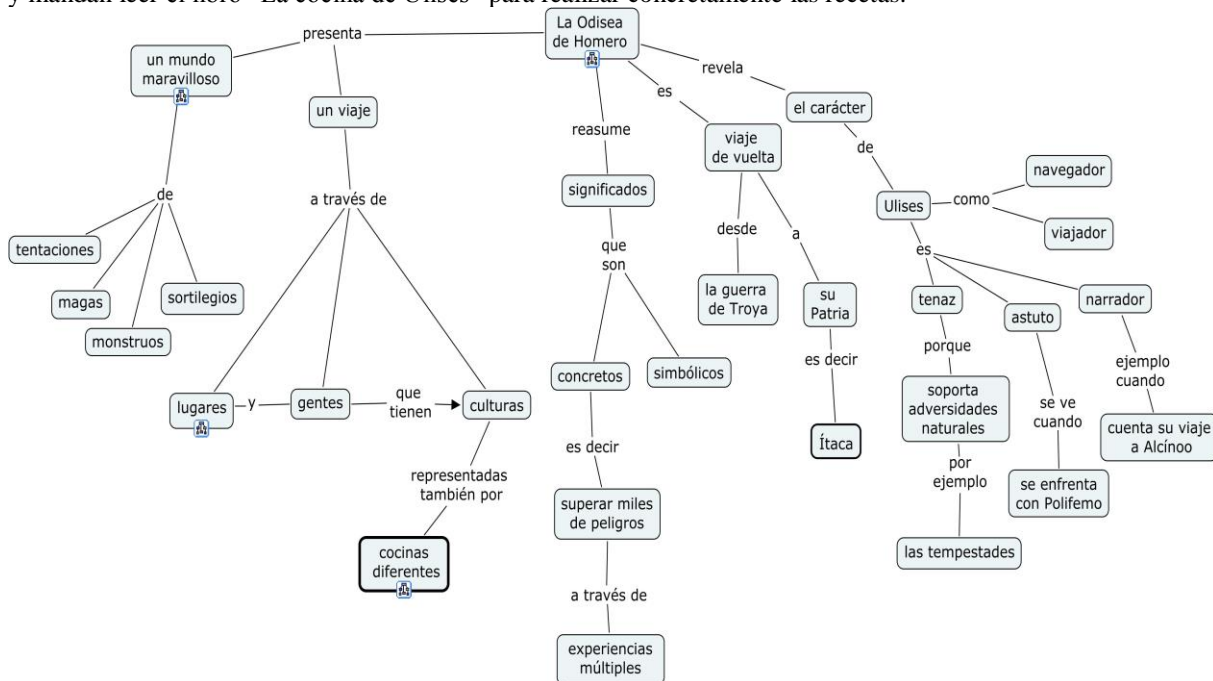 y mandan leer el libro "La cocina de Ulises" para realizar concretamente las recetas.
La Odisea
de Homero
presenta
un mundo
maravilloso
de
tentaciones
magas
monstruos
sortilegios
un viaje
a través de
lugares
y
gentes
que
tienen
culturas
representadas
también por
cocinas
diferentes
reasume
significados
que
son
concretos
simbólicos
es decir
superar miles
de peligros
a través de
experiencias
múltiples
es
viaje
de vuelta
desde
la guerra
de Troya
a
su
Patria
es decir
Ítaca
revela
el carácter
de
Ulises
como
navegador
viajador
es
tenaz
porque
soporta
adversidades
naturales
por
ejemplo
las tempestades
astuto
se ve
cuando
se enfrenta
con Polifemo
narrador
ejemplo
cuando
cuenta su viaje
a Alcínoo